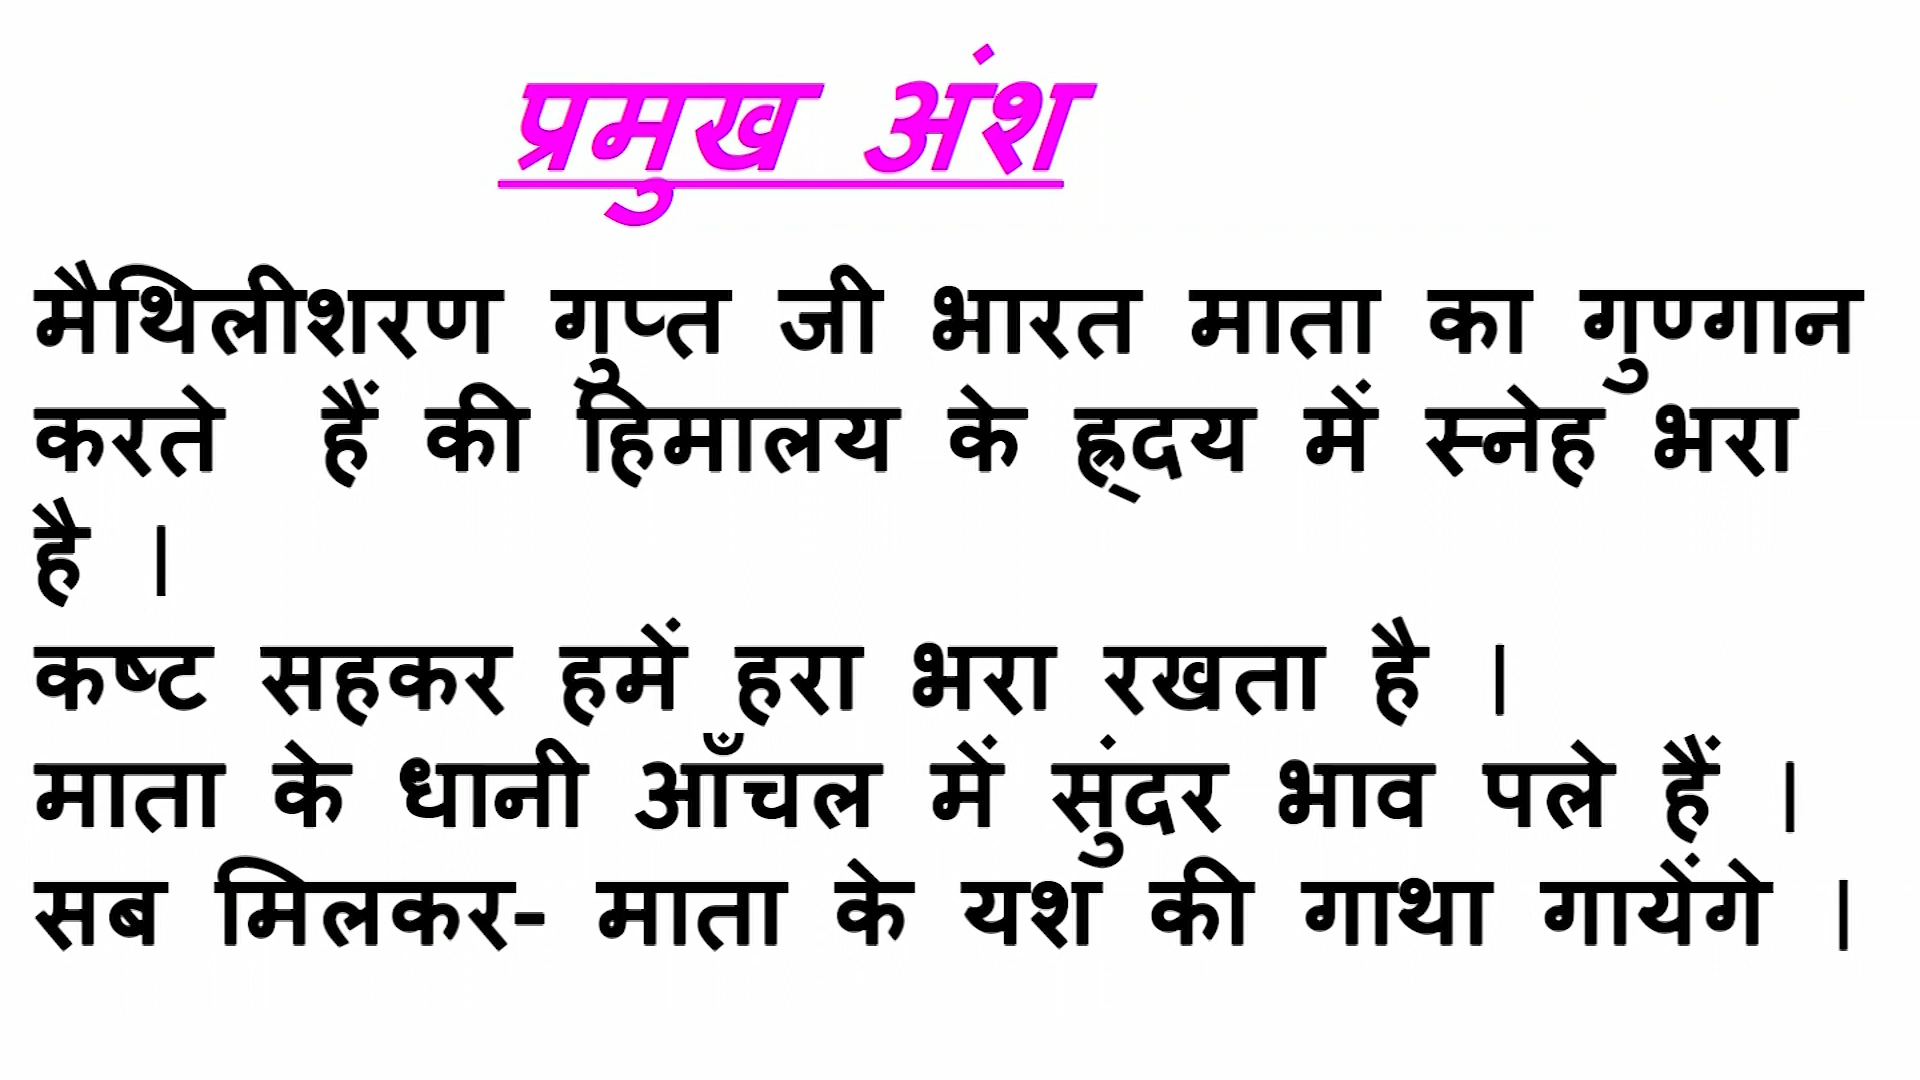 प्रमुख अंश
मैथिलीशरण गुप्त जी भारत माता का गुण्गान
करते हैं की हिमालय के ह्र्दय में स्नेह भरा
है |
कष्ट सहकर हमें हरा भरा रखता है |
माता के धानी आँचल में सुंदर भाव पले हैं |
सब मिलकर- माता के यश की गाथा गायेंगे |